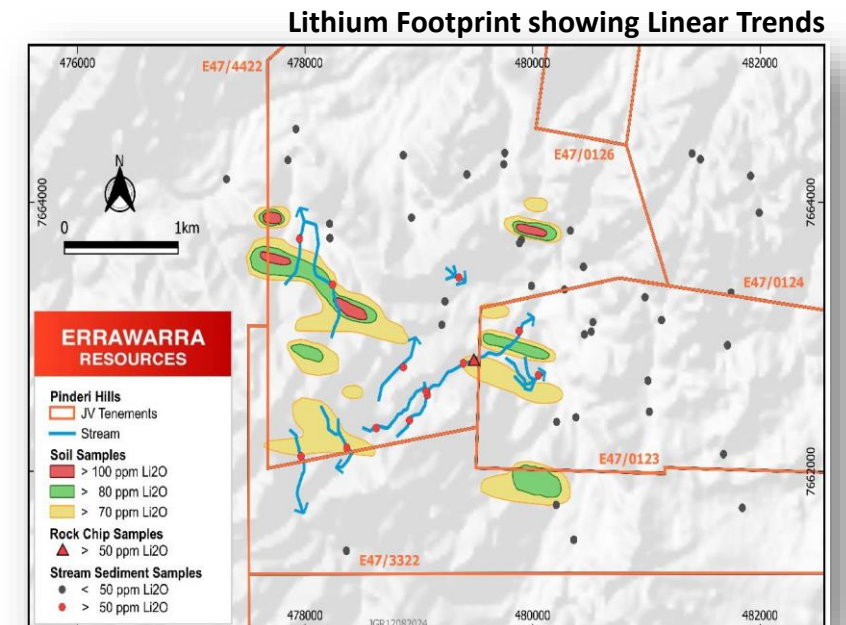 Lithium Footprint showing Linear Trends
476000
478000
480000
482000
E47/4422
E47/0126
N
7664000
7664000
0
1km
E47/0124
ERRAWARRA
RESOURCES
Pinderi Hills
JV Tenements
Stream
Soil Samples
> 100 ppm Li2O
> 80 ppm Li2O
> 70 ppm Li2O
Rock Chip Samples
> 50 ppm Li2O
Stream Sediment Samples
< 50 ppm Li2O
> 50 ppm Li2O
E47/0123
7662000
E47/3322
478000
JGR12082024
480000
482000